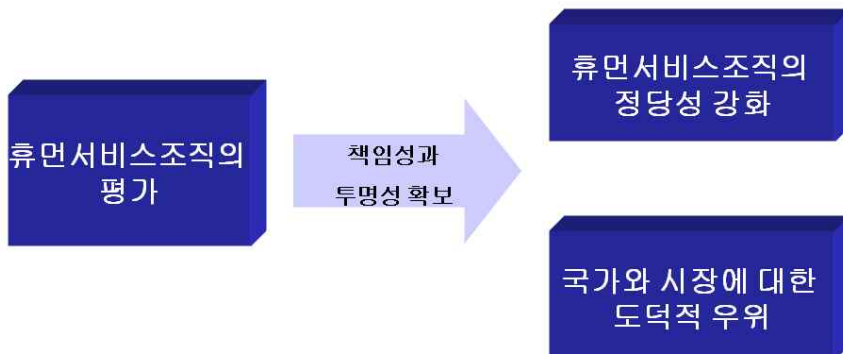 휴먼서비스조직의
평가
책임성과
투명성 확보
휴먼서비스조직의
정당성 강화
국가와 시장에 대한
도덕적 우위